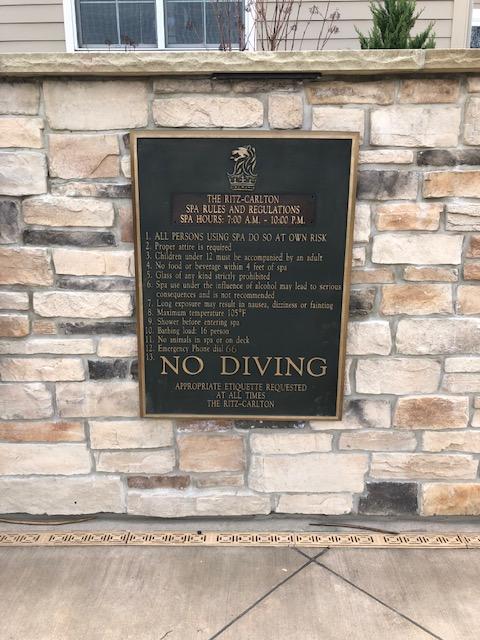 THE RITZ-CARLTON
SPA RULES AND REGULATIONS
SPA HOURS: 7:00 A.M. - 10:00 P.M.
1. ALL PERSONS USING SPA DO SO AT OWN RISK
2. Proper attire is required
3. Children under 12 must be accompanied by an adult
4. No food or beverage within 4 feet of spa
5. Glass of any kind strictly prohibited
6. Spa use under the influence of alcohol may lead to serious
consequences and is not recommended
7. Long exposure may result in nausea, dizziness or fainting
8. Maximum temperature 105°F
9. Shower before entering spa
10. Bathing load: 16 person
11. No animals in spa or on deck
12. Emergency Phone dial 66
13. NO DIVING
APPROPRIATE ETIQUETTE REQUESTED
AT ALL TIMES
THE RITZ-CARLTON